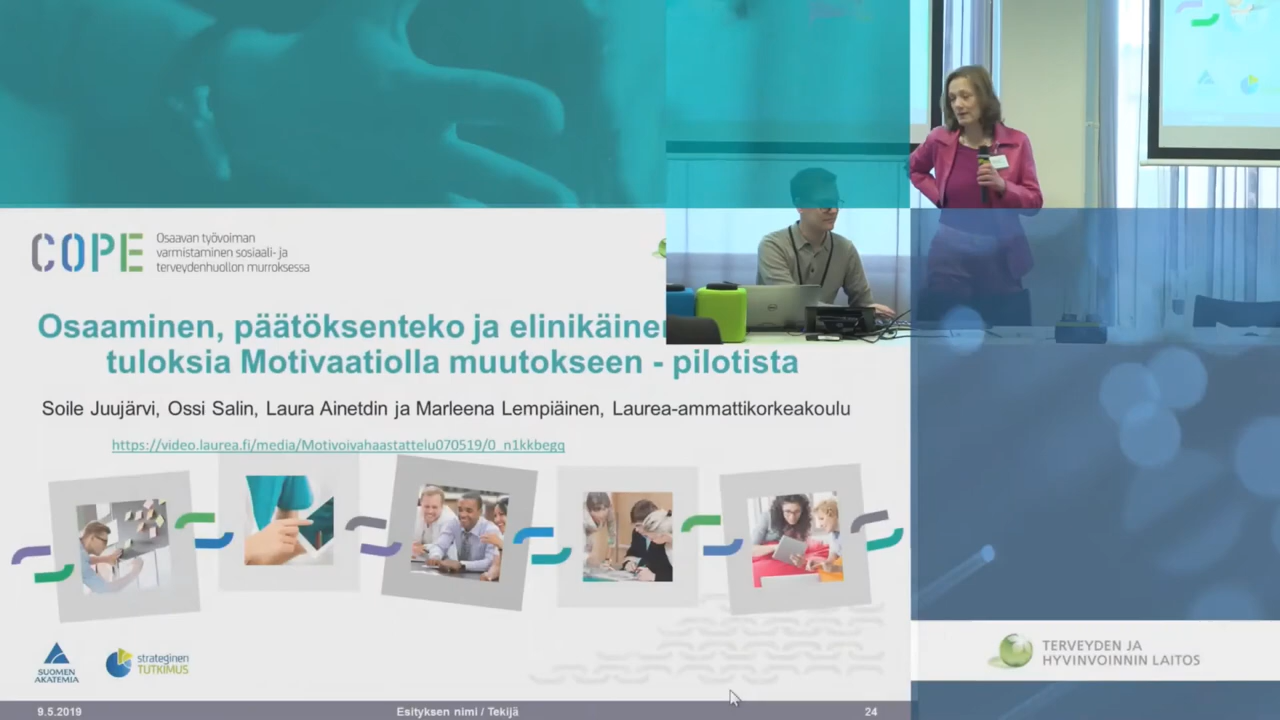 COPE
Osaavan työvoiman
varmistaminen sosiaali- ja
terveydenhuollon murroksessa
Osaaminen, päätöksenteko ja elinikäinen
tuloksia Motivaatiolla muutokseen - pilotista
Soile Juujärvi, Ossi Salin, Laura Ainetdin ja Marleena Lempiäinen, Laurea-ammattikorkeakoulu
https://video.laurea.fi/media/Motivoivahaastattelu070519/0_n1kkbegq
SUOMEN
AKATEMIA
strateginen
TUTKIMUS
TERVEYDEN JA
HYVINVOINNIN LAITOS
9.5.2019
Esityksen nimi / Tekijä
24